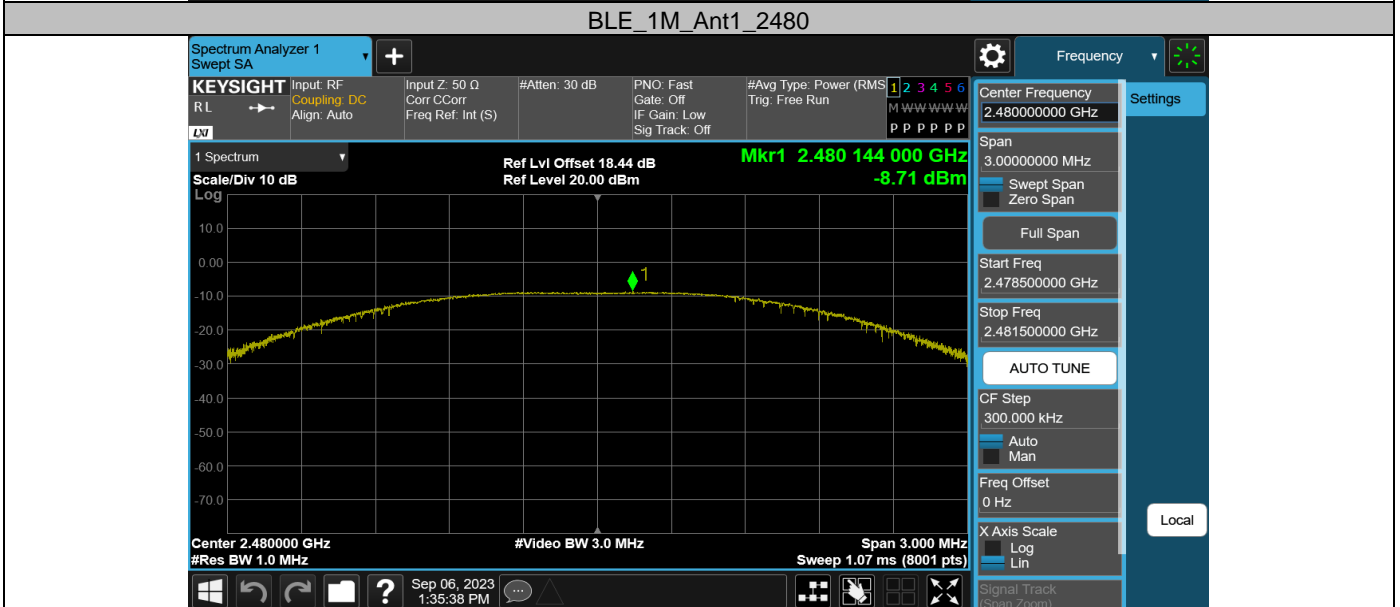 BLE_1M_Ant1_2480
Spectrum Analyzer 1
Swept SA
+
Frequency
KEYSIGHT
RL
LXI
Input: RF
Coupling: DC
Align: Auto
Input Z: 50 Ω
Corr CCorr
Freq Ref: Int (S)
#Atten: 30 dB
PNO: Fast
Gate: Off
IF Gain: Low
Sig Track: Off
#Avg Type: Power (RMS
Trig: Free Run
1 2 3 4 5 6
M W W W W W
P P P P P P
1 Spectrum
Scale/Div 10 dB
Log
Ref Lvl Offset 18.44 dB
Ref Level 20.00 dBm
Mkr1 2.480 144 000 GHz
-8.71 dBm
10.0
0.00
-10.0
-20.0
-30.0
-40.0
-50.0
-60.0
-70.0
1
Center 2.480000 GHz
#Res BW 1.0 MHz
#Video BW 3.0 MHz
Span 3.000 MHz
Sweep 1.07 ms (8001 pts)
Center Frequency
2.480000000 GHz
Settings
Span
3.00000000 MHz
Swept Span
Zero Span
Full Span
Start Freq
2.478500000 GHz
Stop Freq
2.481500000 GHz
AUTO TUNE
CF Step
300.000 kHz
Auto
Man
Freq Offset
0 Hz
X Axis Scale
Log
Lin
Local
Signal Track
(Span Zoom)
?
Sep 06, 2023
1:35:38 PM